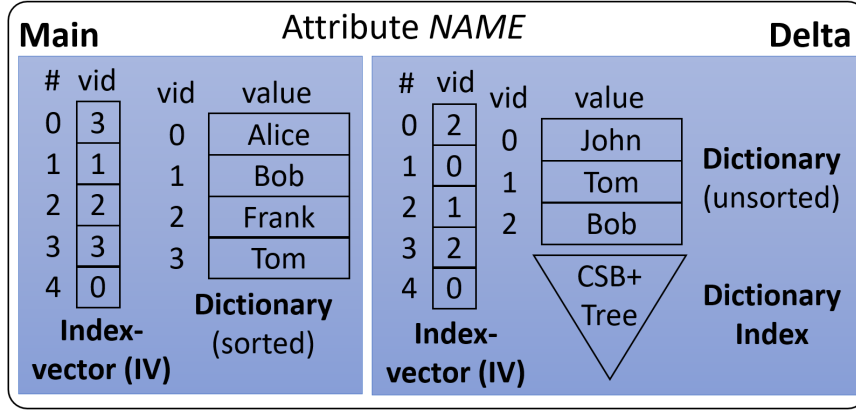 Attribute NAME
Main
# vid
0 3
1 1
2 2
3 3
4 0
Index-
vector (IV)
vid value
0 Alice
1 Bob
2 Frank
3 Tom
Dictionary
(sorted)
Delta
# vid
0 2
1 0
2 1
3 2
4 0
Index-
vector (IV)
vid value
0 John
1 Tom
2 Bob
Dictionary
(unsorted)
CSB+
Tree
Dictionary
Index